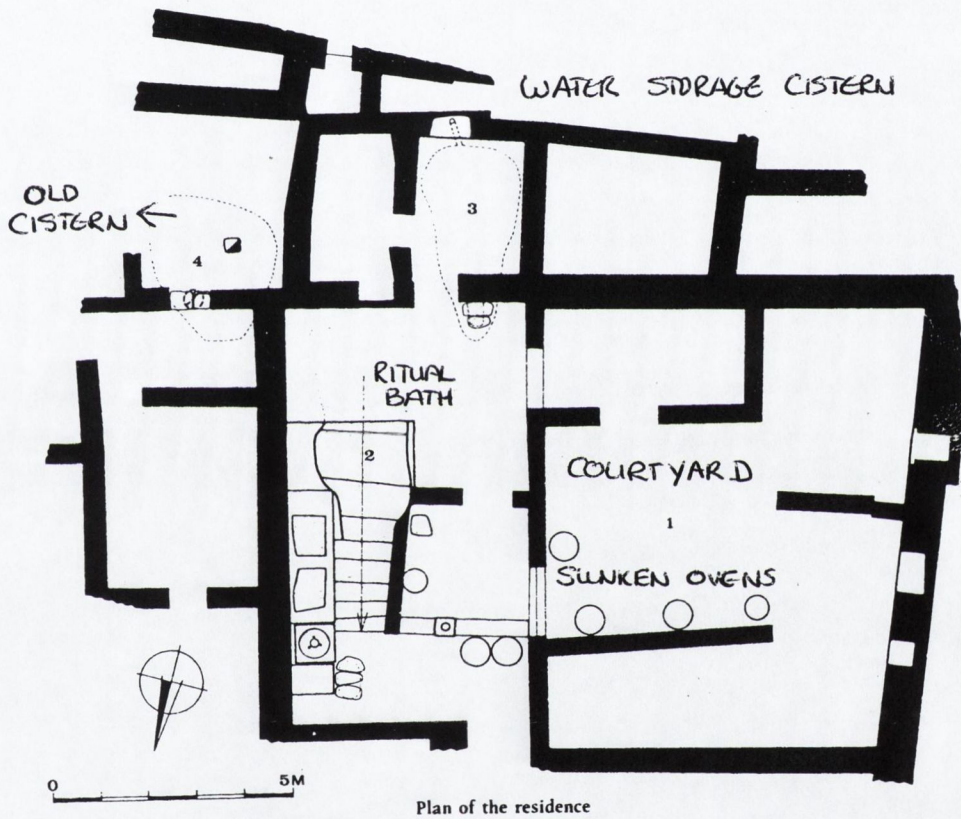 WATER STORAGE CISTERN
OLD
CISTERN
3
4
RITUAL
BATH
2
COURTYARD
1
SUNKEN OVENS
0 5M
Plan of the residence